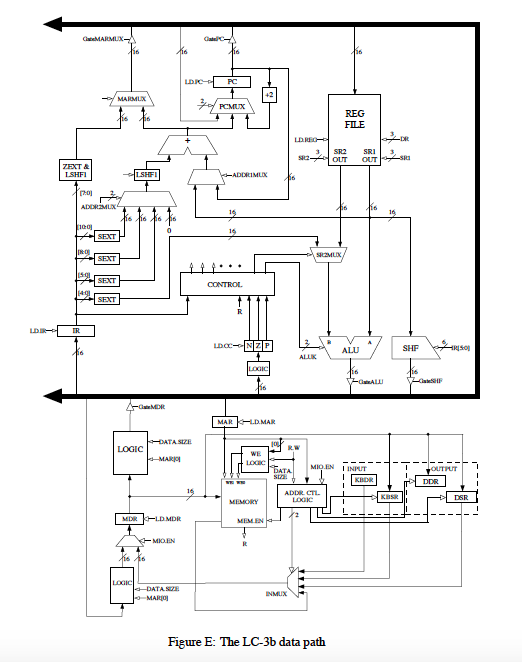 GateMARMUX
GatePC
16
16
16
16
LD.PC
PC
+2
2
PCMUX
MARMUX
16
16
16
16
REG
FILE
LD.REG
3
DR
SR2
3
SR2
OUT
SR1
OUT
3
SR1
+
ZEXT &
LSHF1
LSHF1
ADDR1MUX
16
[7:0]
2
ADDR2MUX
16
16
16
16
0
16
16
16
16
16
[10:0]
SEXT
[8:0]
SEXT
[5:0]
SEXT
[4:0]
SEXT
SR2MUX
CONTROL
R
LD.IR
IR
16
LD.CC
N Z P
LOGIC
16
2
ALUK
B
A
ALU
SHF
6
IR[5:0]
16
GateALU
16
GateSHF
GateMDR
MAR
LD.MAR
LOGIC
DATA.SIZE
MAR[0]
WE
LOGIC
[0]
R.W
DATA.
SIZE
MIO.EN
INPUT
OUTPUT
KBDR
DDR
KBSR
DSR
16
WE1 WE0
MEMORY
ADDR. CTL.
LOGIC
2
MDR
LD.MDR
MEM.EN
R
MIO.EN
16
16
LOGIC
DATA.SIZE
MAR[0]
INMUX
Figure E: The LC-3b data path